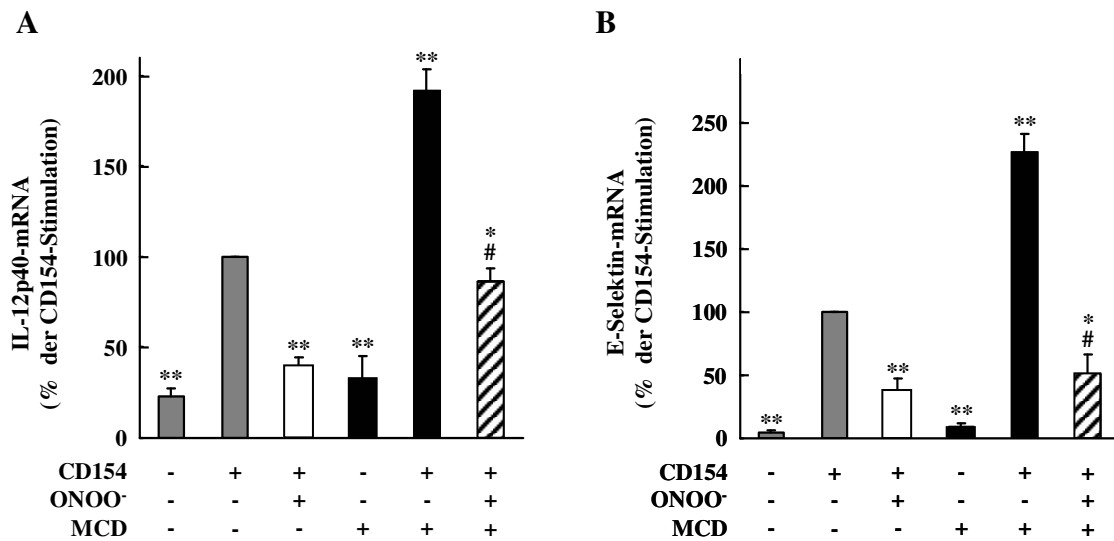 A
IL-12p40-mRNA
(% der CD154-Stimulation)
200
150
100
50
0
**
**
**
**
*
#
CD154 - + + - + +
ONOO- - - + - - +
MCD - - - + + +
B
E-Selektin-mRNA
(% der CD154-Stimulation)
250
200
150
100
50
0
**
**
**
**
*
#
CD154 - + + - + +
ONOO- - - + - - +
MCD - - - + + +